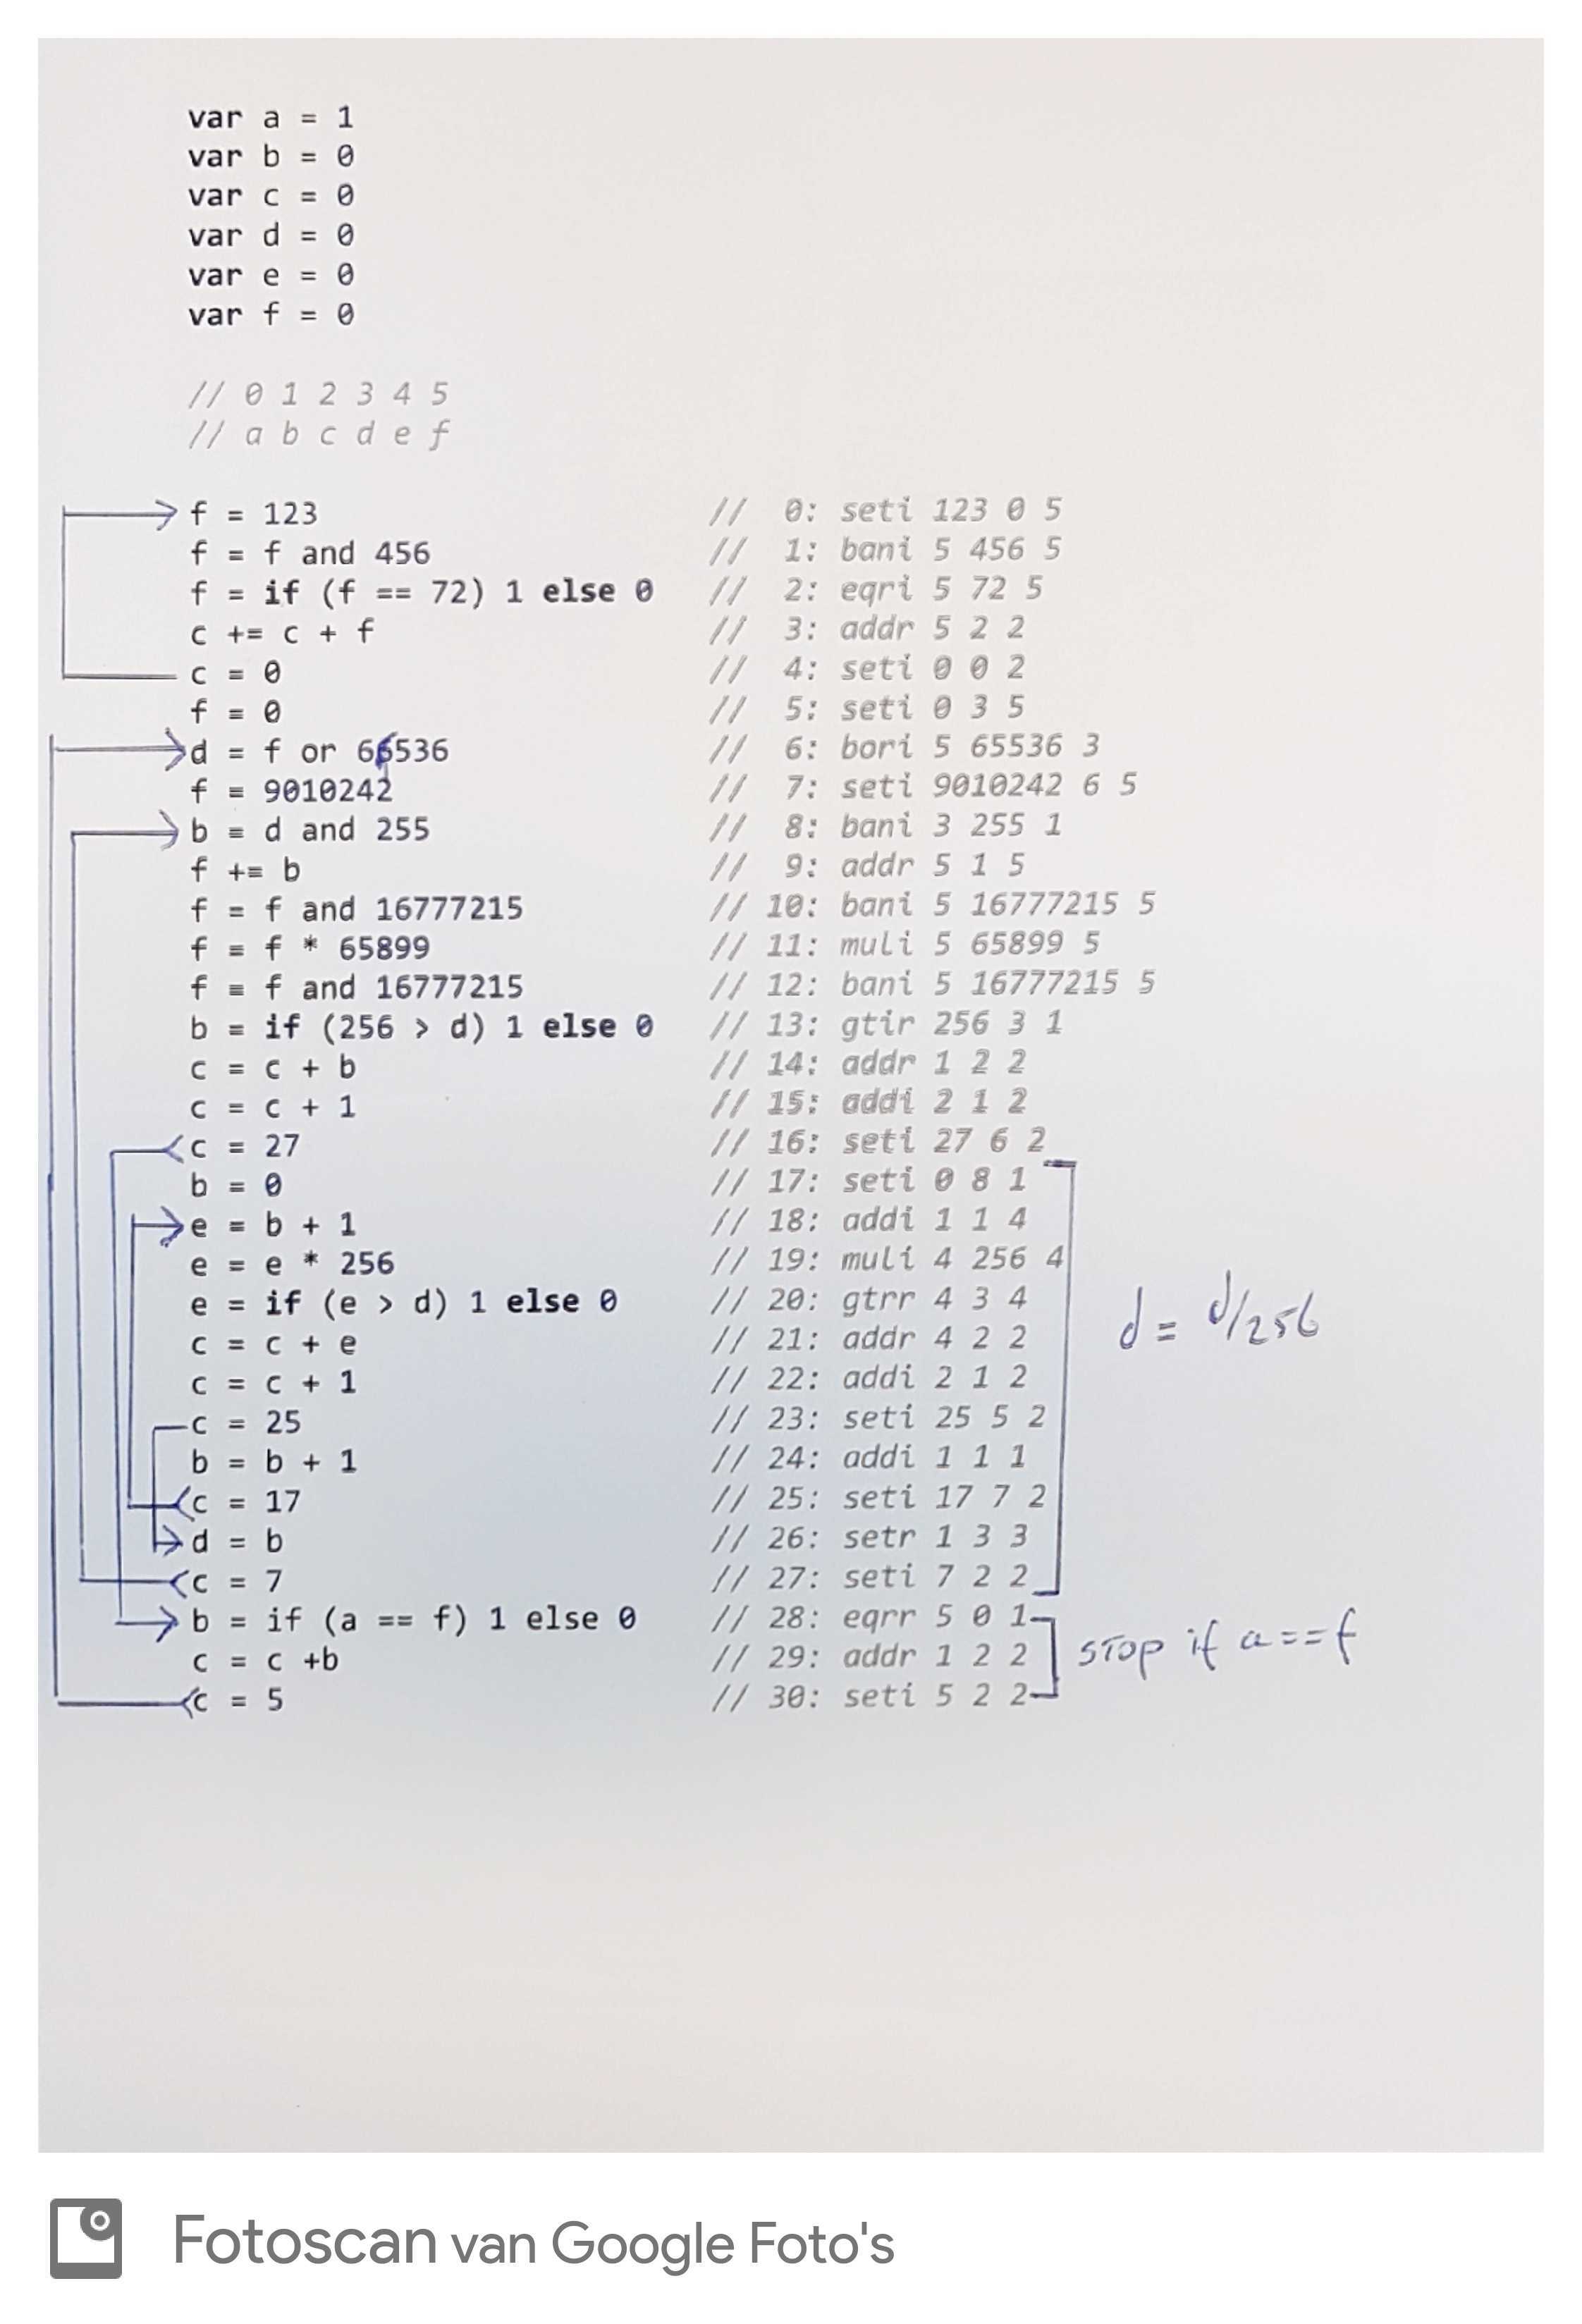 var a = 1
var b = 0
var c = 0
var d = 0
var e = 0
var f = 0
// 0 1 2 3 4 5
// a b c d e f
f = 123 // 0: seti 123 0 5
f = f and 456 // 1: bani 5 456 5
f = if (f == 72) 1 else 0 // 2: eqri 5 72 5
c += c + f // 3: addr 5 2 2
c = 0 // 4: seti 0 0 2
f = 0 // 5: seti 0 3 5
d = f or 66536 // 6: bori 5 65536 3
f = 9010242 // 7: seti 9010242 6 5
b = d and 255 // 8: bani 3 255 1
f += b // 9: addr 5 1 5
f = f and 16777215 // 10: bani 5 16777215 5
f = f * 65899 // 11: muli 5 65899 5
f = f and 16777215 // 12: bani 5 16777215 5
b = if (256 > d) 1 else 0 // 13: gtir 256 3 1
c = c + b // 14: addr 1 2 2
c = c + 1 // 15: addi 2 1 2
c = 27 // 16: seti 27 6 2
b = 0 // 17: seti 0 8 1
e = b + 1 // 18: addi 1 1 4
e = e * 256 // 19: muli 4 256 4
e = if (e > d) 1 else 0 // 20: gtrr 4 3 4
d = d/256
c = c + e // 21: addr 4 2 2
c = c + 1 // 22: addi 2 1 2
c = 25 // 23: seti 25 5 2
b = b + 1 // 24: addi 1 1 1
c = 17 // 25: seti 17 7 2
d = b // 26: setr 1 3 3
c = 7 // 27: seti 7 2 2
b = if (a == f) 1 else 0 // 28: eqrr 5 0 1
c = c +b // 29: addr 1 2 2
stop if a==f
c = 5 // 30: seti 5 2 2
Fotoscan van Google Foto's